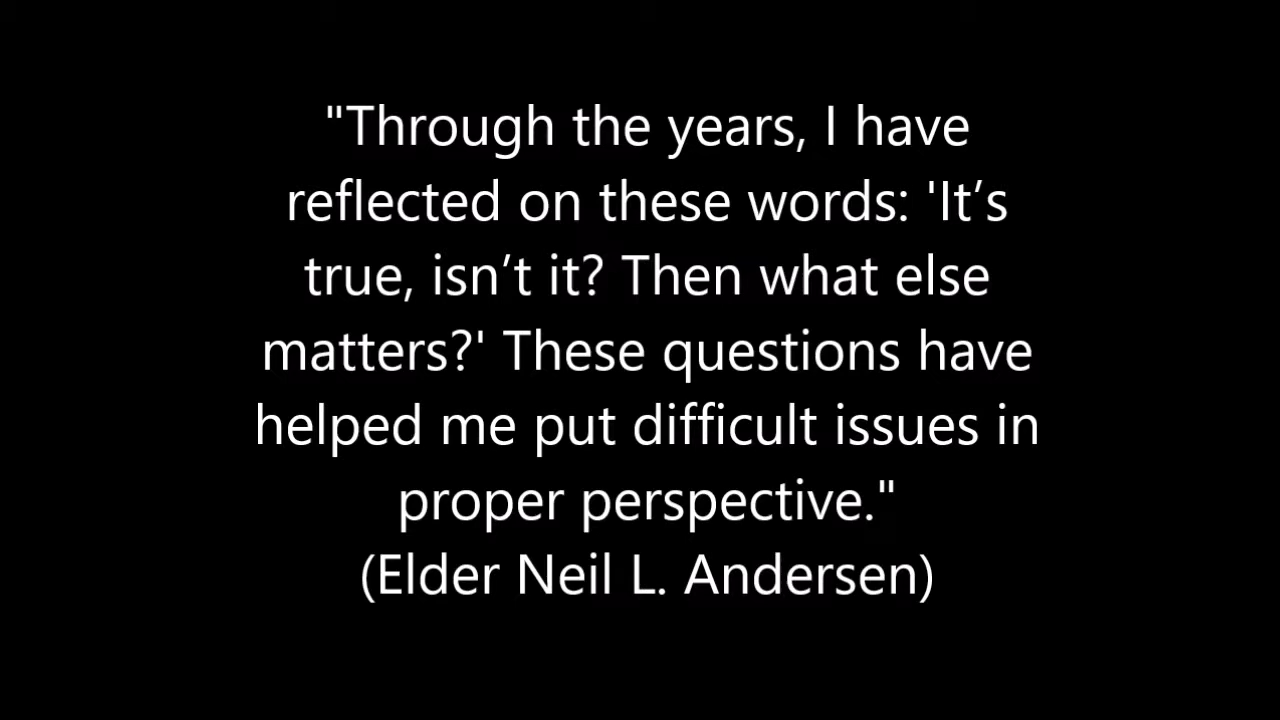 "Through the years, I have
reflected on these words: 'It’s
true, isn’t it? Then what else
matters?' These questions have
helped me put difficult issues in
proper perspective."
(Elder Neil L. Andersen)